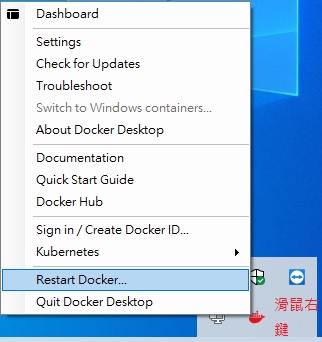 Dashboard
Settings
Check for Updates
Troubleshoot
Switch to Windows containers...
About Docker Desktop
Documentation
Quick Start Guide
Docker Hub
Sign in / Create Docker ID...
Kubernetes
Restart Docker...
Quit Docker Desktop
滑鼠右
鍵